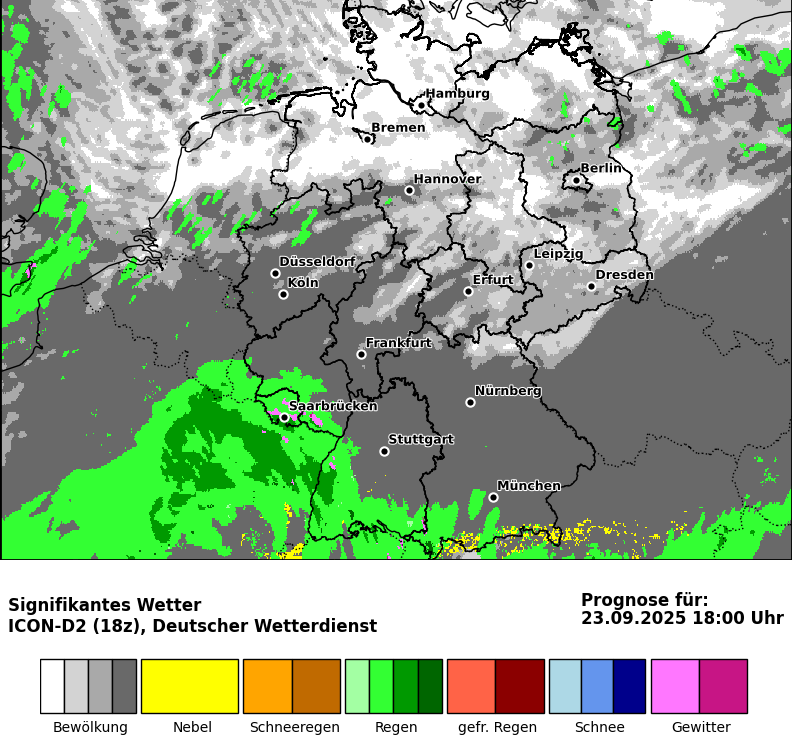 Hamburg
Bremen
Berlin
Hannover
Leipzig
Düsseldorf
Dresden
Köln
Erfurt
Frankfurt
Nürnberg
Saarbrücken
Stuttgart
München
Signifikantes Wetter
ICON-D2 (18z), Deutscher Wetterdienst
Prognose für:
23.09.2025 18:00 Uhr
Bewölkung Nebel Schneeregen Regen gefr. Regen Schnee Gewitter